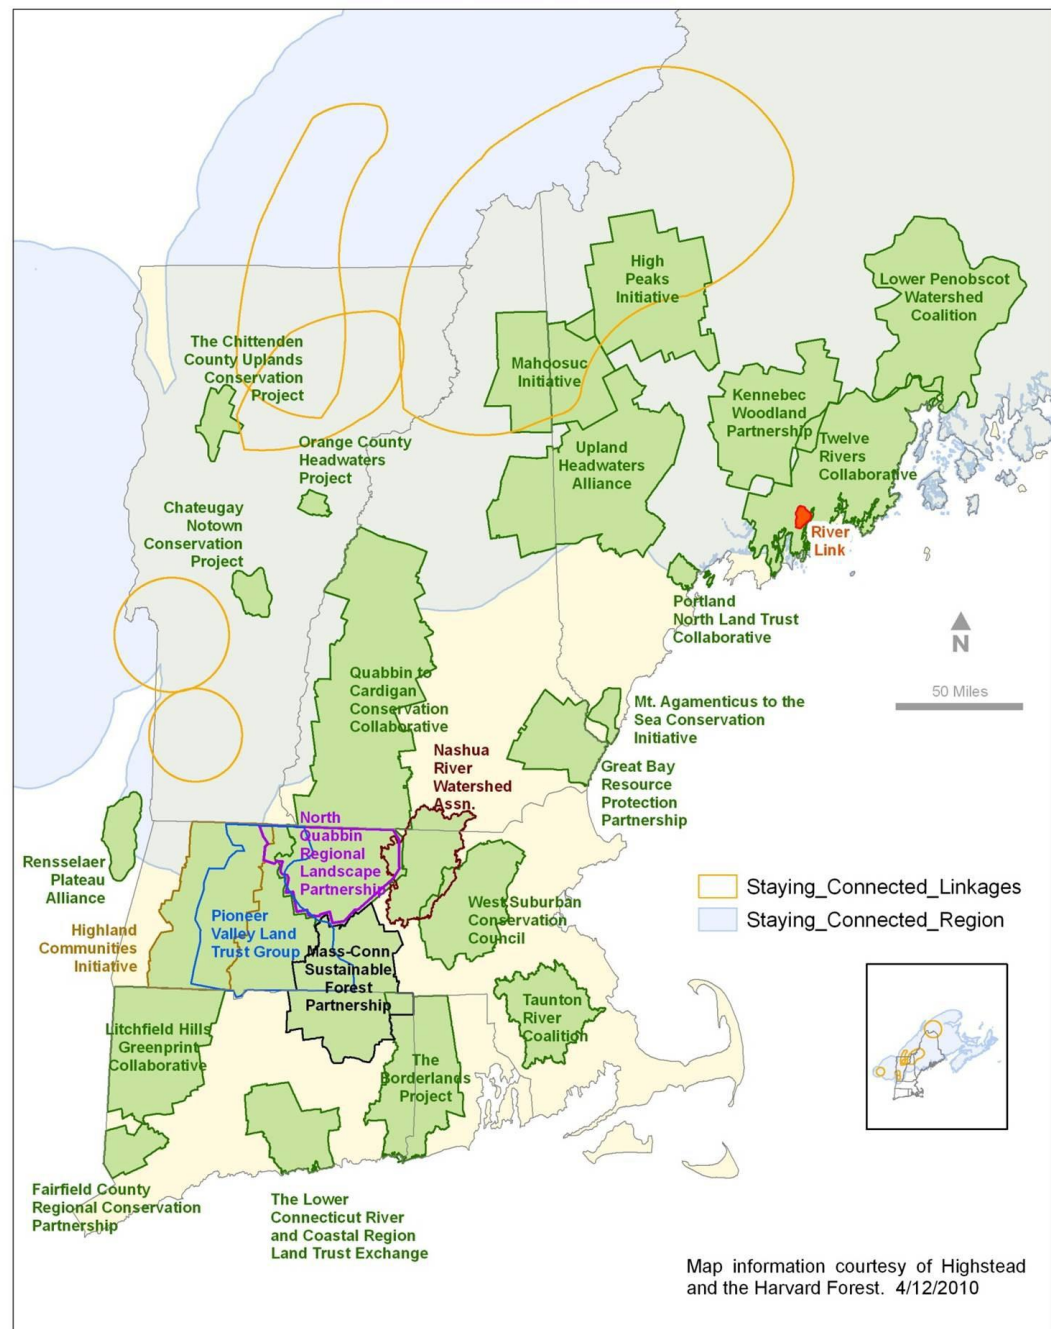 High
Peaks
Initiative
Lower Penobscot
Watershed
Coalition
The Chittenden
County Uplands
Conservation
Project
Mahoosuc
Initiative
Kennebec
Woodland
Partnership
Twelve
Rivers
Collaborative
Orange County
Headwaters
Project
Upland
Headwaters
Alliance
Chateugay
Notown
Conservation
Project
River
Link
Portland
North Land Trust
Collaborative
N
50 Miles
Quabbin to
Cardigan
Conservation
Collaborative
Mt. Agamenticus to the
Sea Conservation
Initiative
Nashua
River
Watershed
Assn.
Great Bay
Resource
Protection
Partnership
North
Quabbin
Regional
Landscape
Partnership
Rensselaer
Plateau
Alliance
Staying_Connected_Linkages
Staying_Connected_Region
West Suburban
Conservation
Council
Pioneer
Valley Land
Trust Group
Highland
Communities
Initiative
Mass-Conn
Sustainable
Forest
Partnership
Taunton
River
Coalition
Litchfield Hills
Greenprint
Collaborative
The
Borderlands
Project
Fairfield County
Regional Conservation
Partnership
The Lower
Connecticut River
and Coastal Region
Land Trust Exchange
Map information courtesy of Highstead
and the Harvard Forest. 4/12/2010